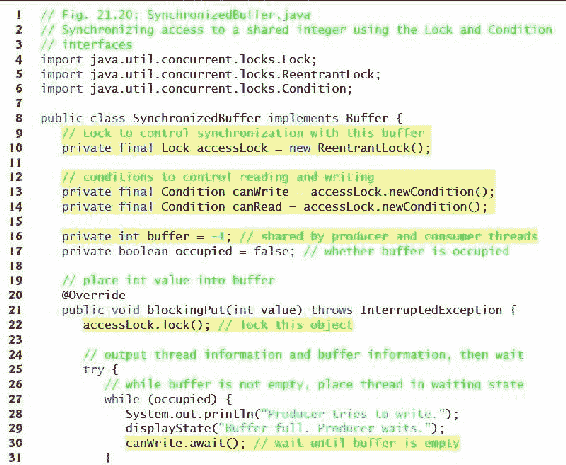 1 // Fig. 21.20: SynchronizedBuffer.java
2 // Synchronizing access to a shared integer using the Lock and Condition
3 // interfaces
4 import java.util.concurrent.locks.Lock;
5 import java.util.concurrent.locks.ReentrantLock;
6 import java.util.concurrent.locks.Condition;
7
8 public class SynchronizedBuffer implements Buffer {
9 // Lock to control synchronization with this buffer
10 private final Lock accessLock = new ReentrantLock();
11
12 // conditions to control reading and writing
13 private final Condition canWrite = accessLock.newCondition();
14 private final Condition canRead = accessLock.newCondition();
15
16 private int buffer = -1; // shared by producer and consumer threads
17 private boolean occupied = false; // whether buffer is occupied
18
19 // place int value into buffer
20 @Override
21 public void blockingPut(int value) throws InterruptedException {
22 accessLock.lock(); // lock this object
23
24 // output thread information and buffer information, then wait
25 try {
26 // while buffer is not empty, place thread in waiting state
27 while (occupied) {
28 System.out.println("Producer tries to write.");
29 displayState("Buffer full. Producer waits.");
30 canWrite.await(); // wait until buffer is empty
31 }